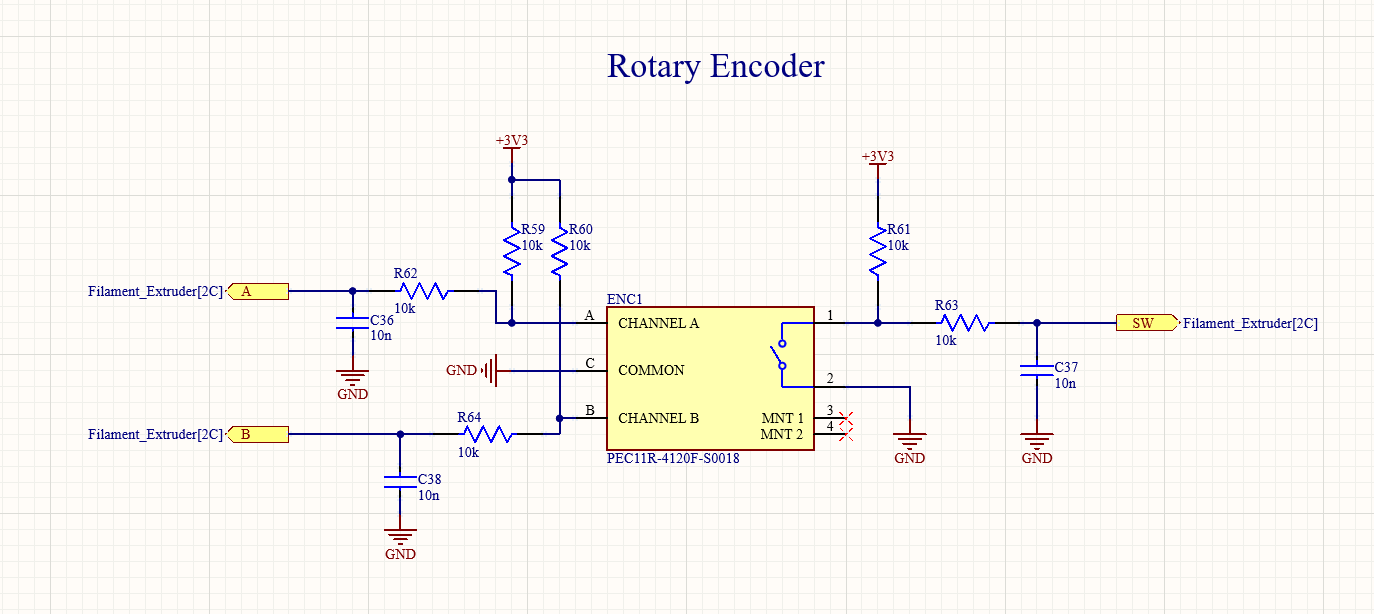 Rotary Encoder
+3V3
+3V3
R59
10k
R60
10k
R61
10k
R62
10k
Filament_Extruder[2C]
A
C36
10n
GND
ENC1
A
CHANNEL A
C
COMMON
GND
B
CHANNEL B
1
2
MNT 1
3
MNT 2
4
PEC11R-4120F-S0018
R63
10k
SW
Filament_Extruder[2C]
C37
10n
GND
GND
Filament_Extruder[2C]
B
R64
10k
C38
10n
GND